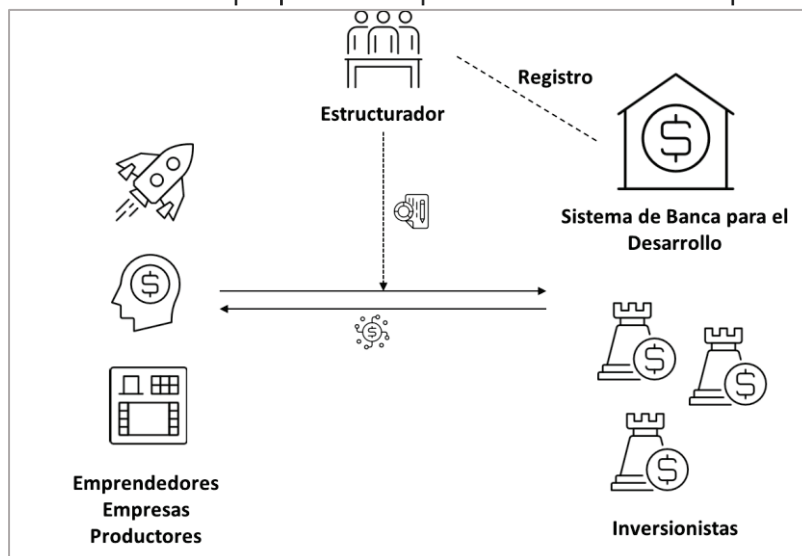 Estructurador
Registro
Sistema de Banca para el
Desarrollo
Emprendedores
Empresas
Productores
Inversionistas